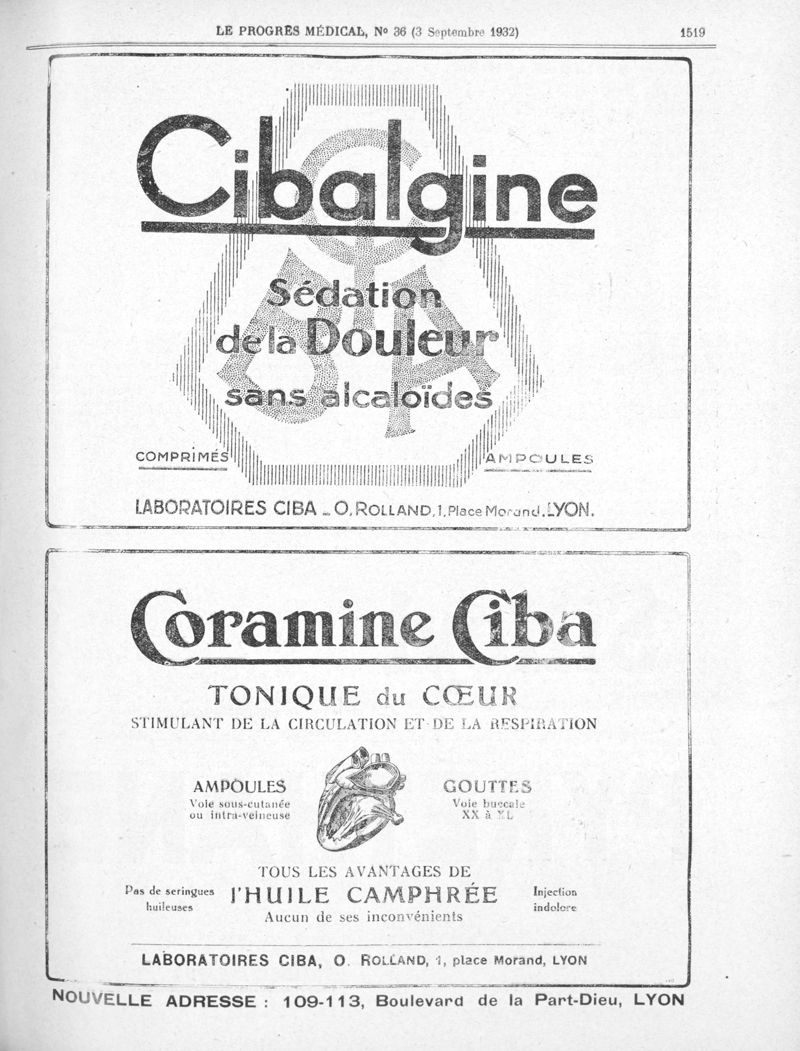 LE PROGRÈS MÉDICAL, Nº 36 (3 Septembre 1932)
1519
Cibalgine
Sédation
de la Douleur
sans alcaloïdes
COMPRIMÉS
AMPOULES
LABORATOIRES CIBA - O. ROLLAND, 1, Place Morand. LYON.
CIBA
Coramine Ciba
TONIQUE du CŒUR
STIMULANT DE LA CIRCULATION ET DE LA RESPIRATION
AMPOULES
Voie sous-cutanée
ou intra-veineuse
GOUTTES
Voie buccale
XX à XL
TOUS LES AVANTAGES DE
Pas de seringues
huileuses
l'HUILE CAMPHRÉE
Injection
indolore
Aucun de ses inconvénients
LABORATOIRES CIBA, O. ROLLAND, 1, place Morand, LYON
NOUVELLE ADRESSE : 109-113, Boulevard de la Part-Dieu, LYON